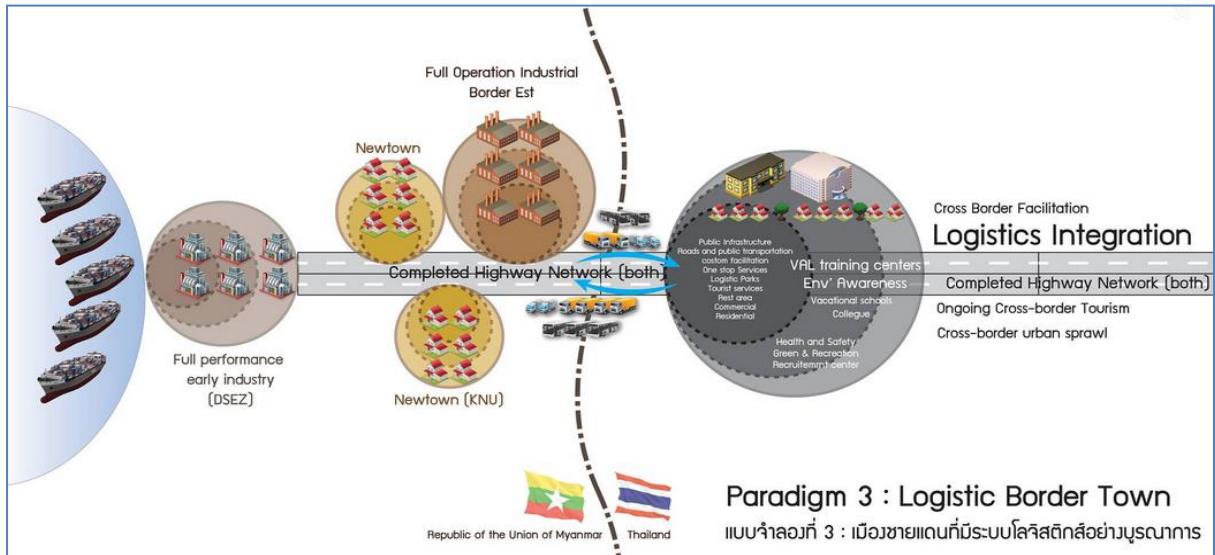 Full Operation Industrial
Border Est
Newtown
Full performance
early industry
(DSEZ)
Completed Highway Network (both)
Newtown (KNU)
Public Infrastructure
Roads and public transportation
costom facilitation
One stop Services
Logistic Parks
Tourist services
Rest area
Commercial
Residential
VAL training centers
Env' Awareness
Vacational schools
Collegue
Health and Safety
Green & Recreation
Recruitemnt center
Cross Border Facilitation
Logistics Integration
Completed Highway Network (both)
Ongoing Cross-border Tourism
Cross-border urban sprawl
Republic of the Union of Myanmar
Thailand
Paradigm 3 : Logistic Border Town
แบบจำลองที่ 3 : เมืองชายแดนที่มีระบบโลจิสติกส์อย่างบูรณาการ